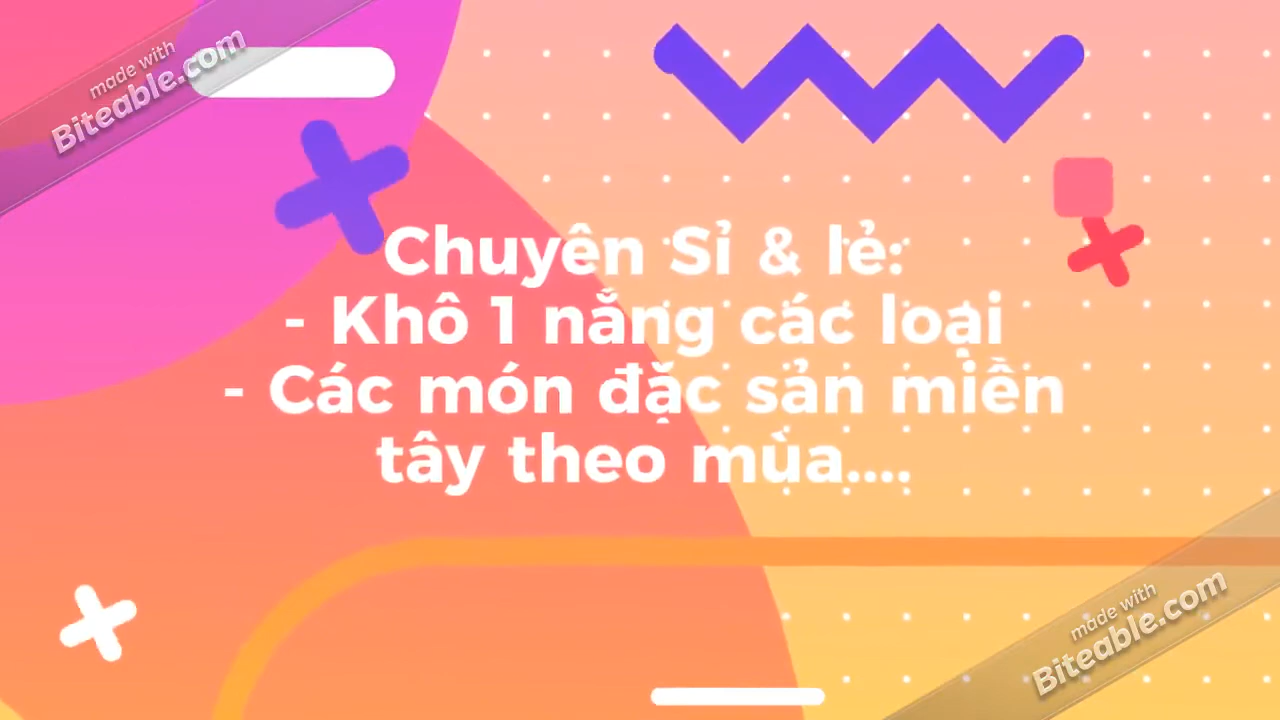 made with
Biteable.com
Chuyên Sỉ & lẻ:
- Khô 1 nắng các loại
- Các món đặc sản miền
tây theo mùa....
made with
Biteable.com